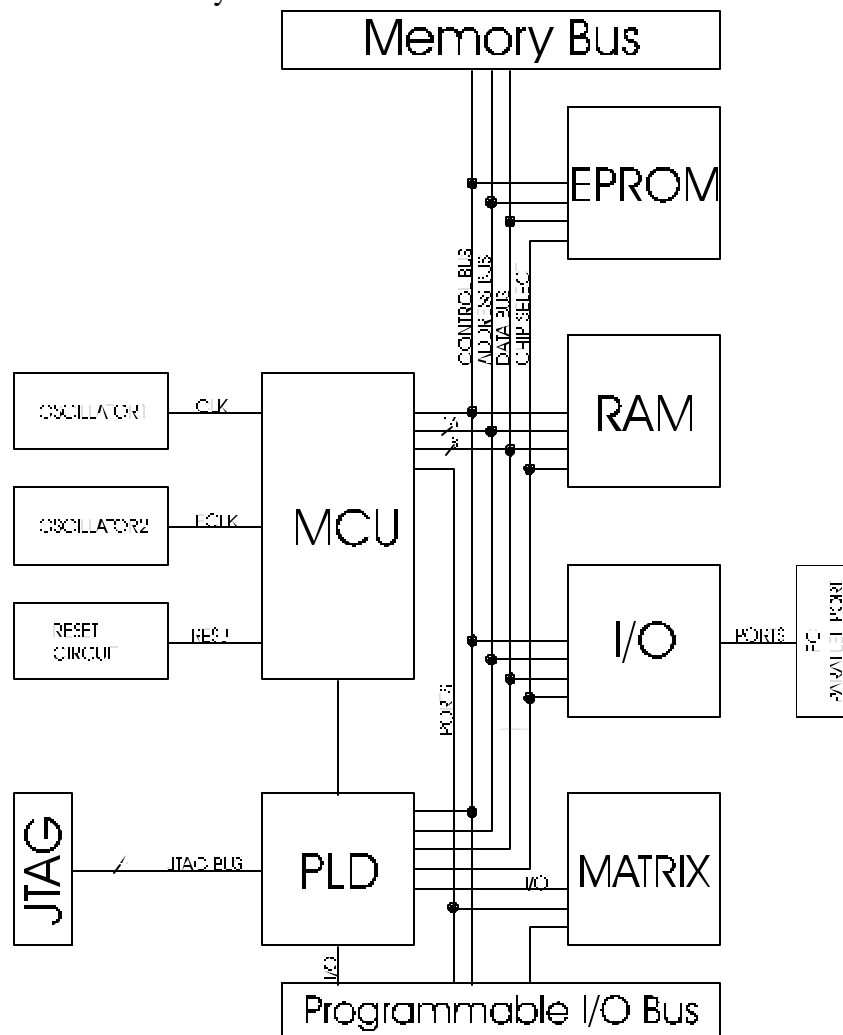 Memory Bus
EPROM
CONTROL BUS
ADDRESS BUS
DATA BUS
CHIP SELECT
OSCILLATOR1
CLK
MCU
RAM
OSCILLATOR2
ECLK
RESET
CIRCUIT
I/O
PORTS
PARALLEL PORT
PORTS
JTAG
JTAG BUS
PLD
I/O
MATRIX
I/O
Programmable I/O Bus